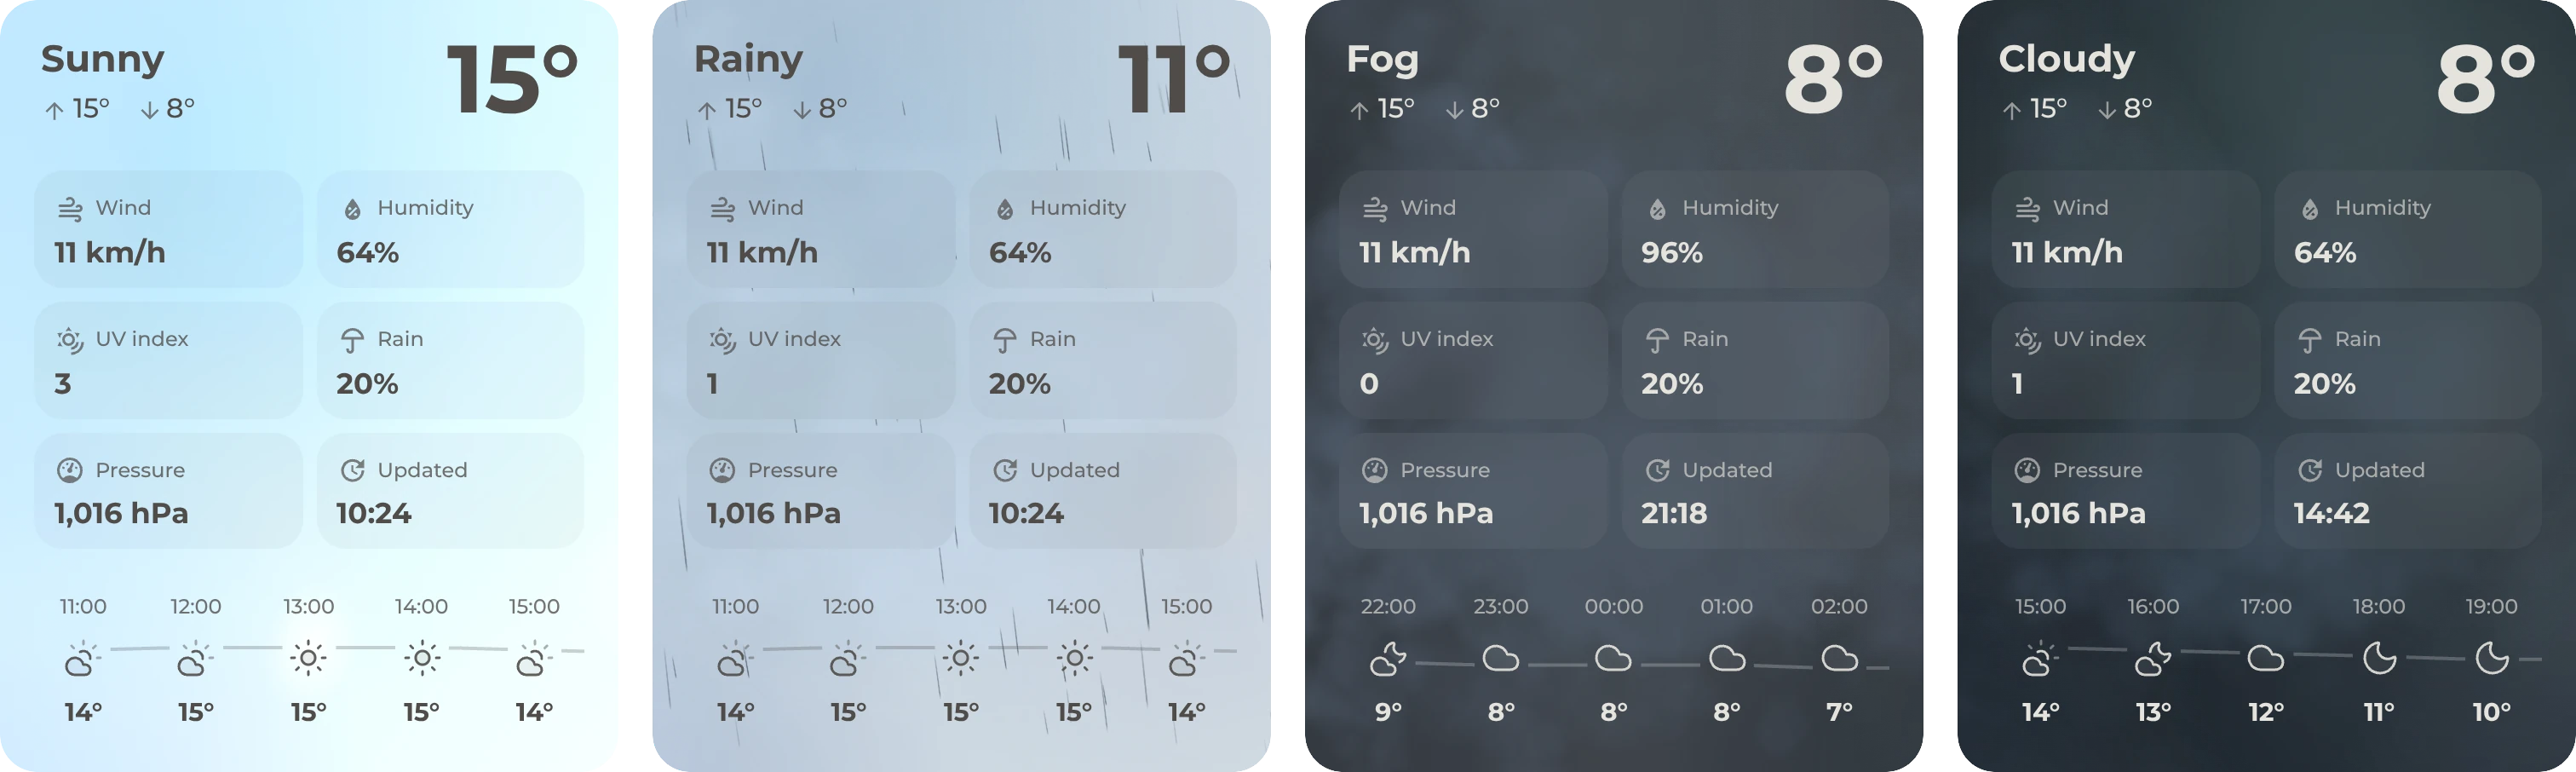 Sunny
15°
↑ 15° ↓ 8°
Wind
11 km/h
Humidity
64%
UV index
3
Rain
20%
Pressure
1,016 hPa
Updated
10:24
11:00 12:00 13:00 14:00 15:00
14° 15° 15° 15° 14°
Rainy
11°
↑ 15° ↓ 8°
Wind
11 km/h
Humidity
64%
UV index
1
Rain
20%
Pressure
1,016 hPa
Updated
10:24
11:00 12:00 13:00 14:00 15:00
14° 15° 15° 15° 14°
Fog
8°
↑ 15° ↓ 8°
Wind
11 km/h
Humidity
96%
UV index
0
Rain
20%
Pressure
1,016 hPa
Updated
21:18
22:00 23:00 00:00 01:00 02:00
9° 8° 8° 8° 7°
Cloudy
8°
↑ 15° ↓ 8°
Wind
11 km/h
Humidity
64%
UV index
1
Rain
20%
Pressure
1,016 hPa
Updated
14:42
15:00 16:00 17:00 18:00 19:00
14° 13° 12° 11° 10°